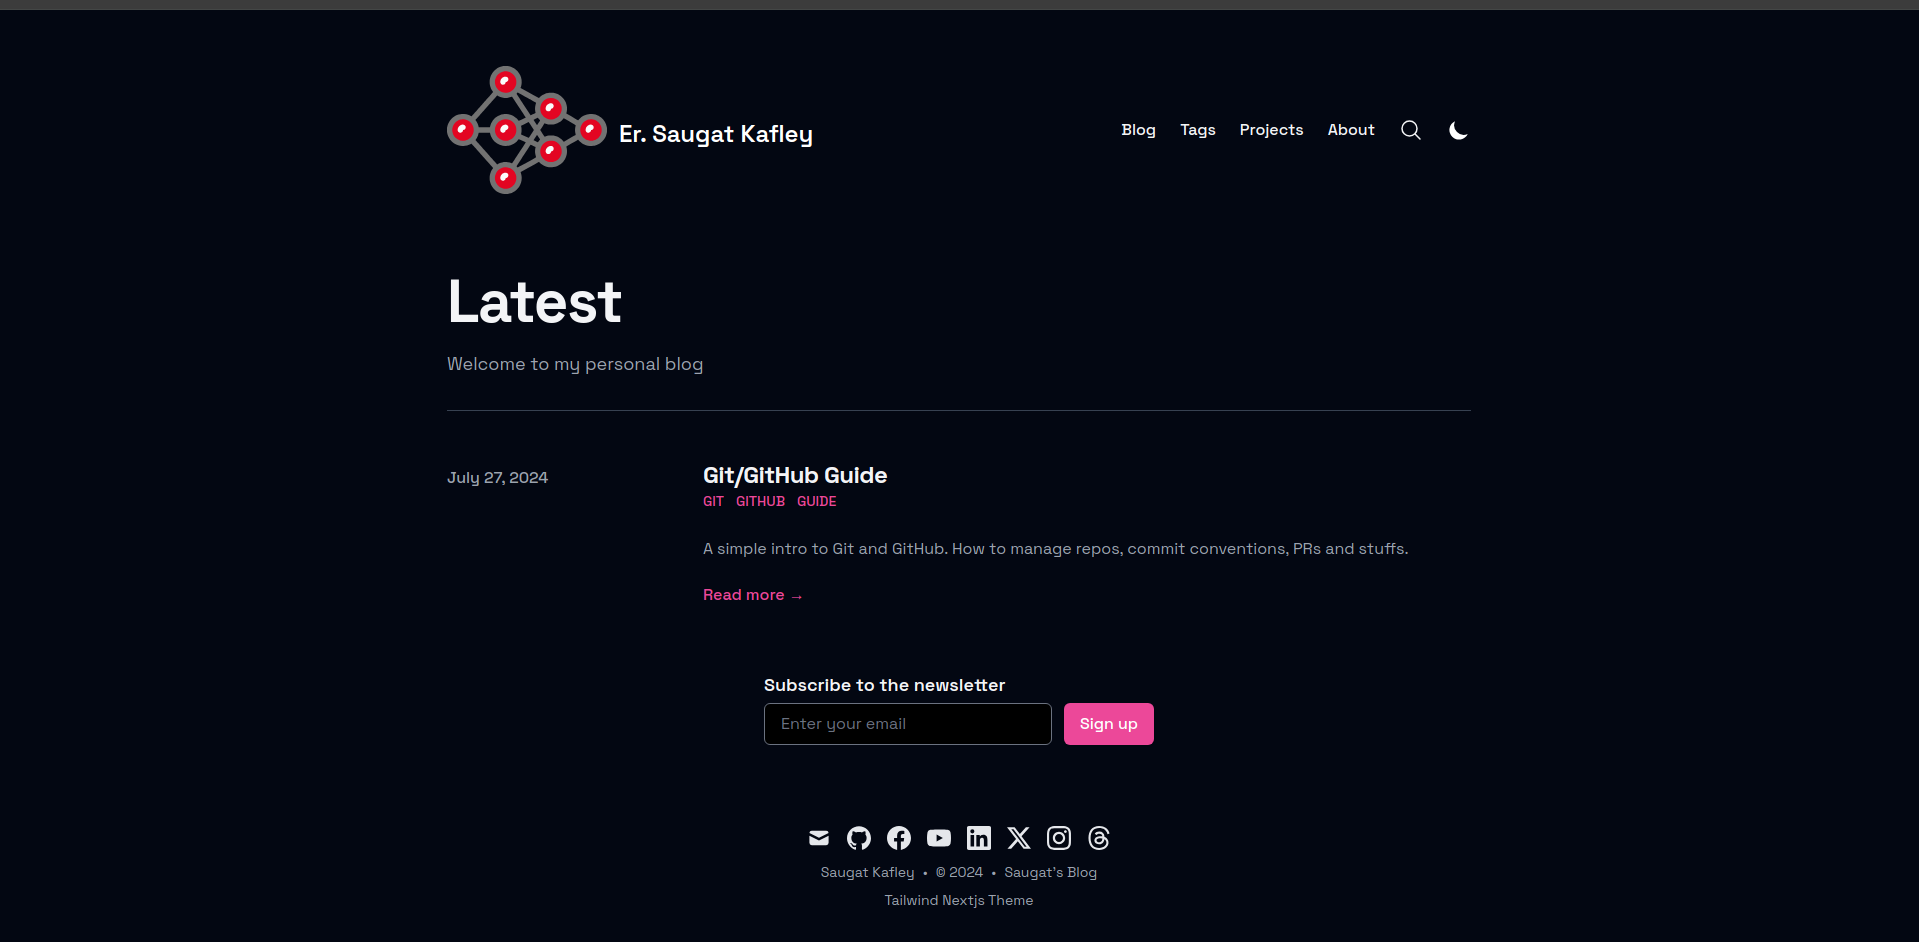 Er. Saugat Kafley
Blog Tags Projects About
Latest
Welcome to my personal blog
July 27, 2024
Git/GitHub Guide
GIT GITHUB GUIDE
A simple intro to Git and GitHub. How to manage repos, commit conventions, PRs and stuffs.
Read more →
Subscribe to the newsletter
Enter your email Sign up
Saugat Kafley • © 2024 • Saugat's Blog
Tailwind Nextjs Theme